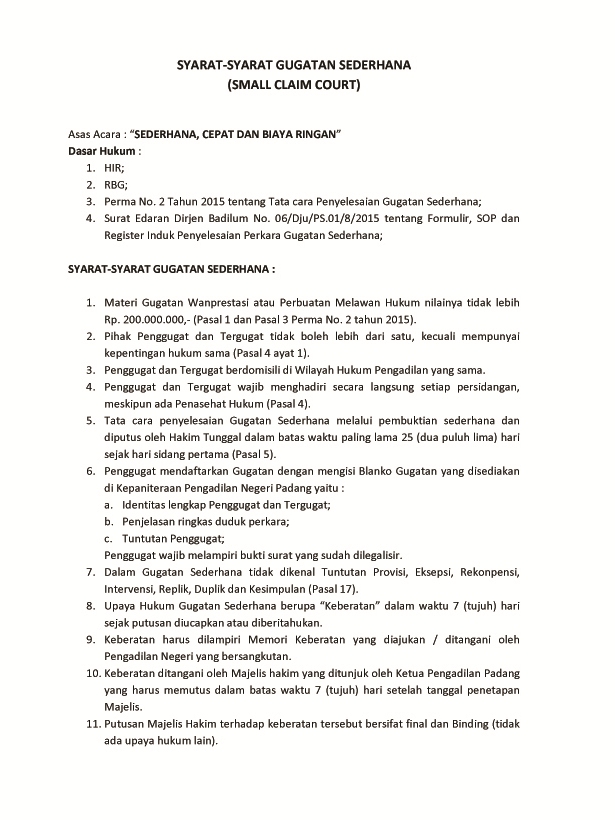 SYARAT-SYARAT GUGATAN SEDERHANA
(SMALL CLAIM COURT)
Asas Acara : “SEDERHANA, CEPAT DAN BIAYA RINGAN”
Dasar Hukum :
1. HIR;
2. RBG;
3. Perma No. 2 Tahun 2015 tentang Tata cara Penyelesaian Gugatan Sederhana;
4. Surat Edaran Dirjen Badilum No. 06/Dju/PS.01/8/2015 tentang Formulir, SOP dan
Register Induk Penyelesaian Perkara Gugatan Sederhana;
SYARAT-SYARAT GUGATAN SEDERHANA :
1. Materi Gugatan Wanprestasi atau Perbuatan Melawan Hukum nilainya tidak lebih
Rp. 200.000.000,- (Pasal 1 dan Pasal 3 Perma No. 2 tahun 2015).
2. Pihak Penggugat dan Tergugat tidak boleh lebih dari satu, kecuali mempunyai
kepentingan hukum sama (Pasal 4 ayat 1).
3. Penggugat dan Tergugat berdomisili di Wilayah Hukum Pengadilan yang sama.
4. Penggugat dan Tergugat wajib menghadiri secara langsung setiap persidangan,
meskipun ada Penasehat Hukum (Pasal 4).
5. Tata cara penyelesaian Gugatan Sederhana melalui pembuktian sederhana dan
diputus oleh Hakim Tunggal dalam batas waktu paling lama 25 (dua puluh lima) hari
sejak hari sidang pertama (Pasal 5).
6. Penggugat mendaftarkan Gugatan dengan mengisi Blanko Gugatan yang disediakan
di Kepaniteraan Pengadilan Negeri Padang yaitu :
a. Identitas lengkap Penggugat dan Tergugat;
b. Penjelasan ringkas duduk perkara;
c. Tuntutan Penggugat;
Penggugat wajib melampiri bukti surat yang sudah dilegalisir.
7. Dalam Gugatan Sederhana tidak dikenal Tuntutan Provisi, Eksepsi, Rekonpensi,
Intervensi, Replik, Duplik dan Kesimpulan (Pasal 17).
8. Upaya Hukum Gugatan Sederhana berupa “Keberatan” dalam waktu 7 (tujuh) hari
sejak putusan diucapkan atau diberitahukan.
9. Keberatan harus dilampiri Memori Keberatan yang diajukan / ditangani oleh
Pengadilan Negeri yang bersangkutan.
10. Keberatan ditangani oleh Majelis hakim yang ditunjuk oleh Ketua Pengadilan Padang
yang harus memutus dalam batas waktu 7 (tujuh) hari setelah tanggal penetapan
Majelis.
11. Putusan Majelis Hakim terhadap keberatan tersebut bersifat final dan Binding (tidak
ada upaya hukum lain).